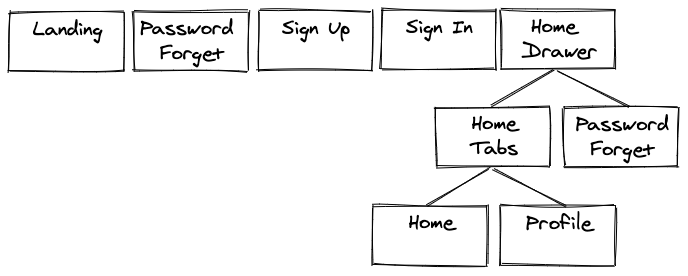 Landing
Password
Forget
Sign Up
Sign In
Home
Drawer
Home
Tabs
Password
Forget
Home
Profile